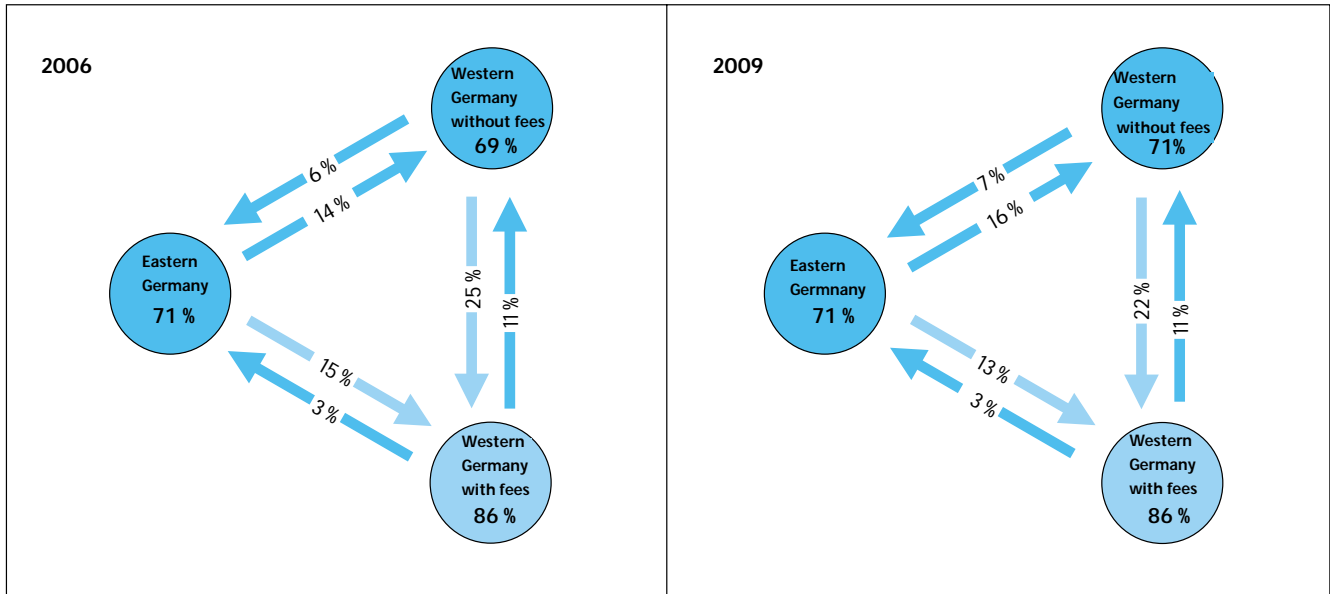 2006
Western
Germany
without fees
69 %
6 %
14 %
Eastern
Germany
71 %
25 %
11 %
15 %
3 %
Western
Germany
with fees
86 %
2009
Western
Germany
without fees
71%
7 %
16 %
Eastern
Germnany
71 %
22 %
11 %
13 %
3 %
Western
Germany
with fees
86 %